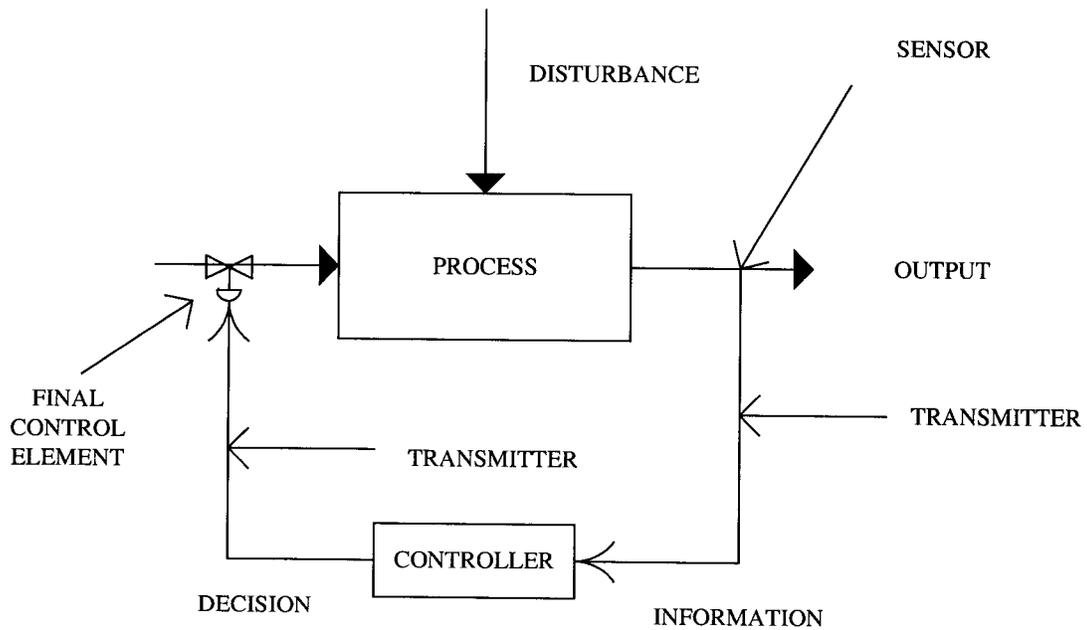 SENSOR
DISTURBANCE
PROCESS
OUTPUT
FINAL
CONTROL
ELEMENT
TRANSMITTER
TRANSMITTER
CONTROLLER
DECISION
INFORMATION